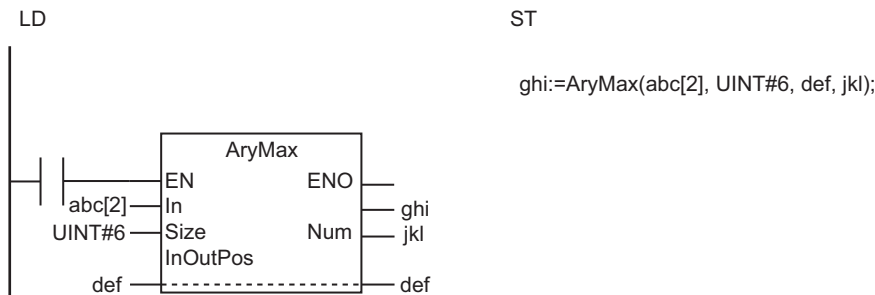 LD
ST
ghi:=AryMax(abc[2], UINT#6, def, jkl);
AryMax
EN ENO
abc[2] In ghi
UINT#6 Size Num jkl
InOutPos
def def